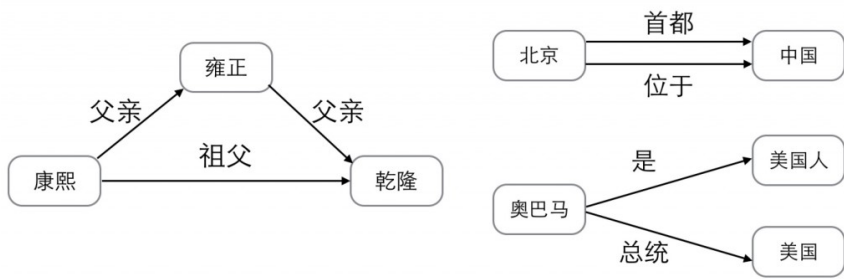 雍正
父亲
父亲
祖父
康熙
乾隆
首都
北京
中国
位于
是
美国人
奥巴马
总统
美国